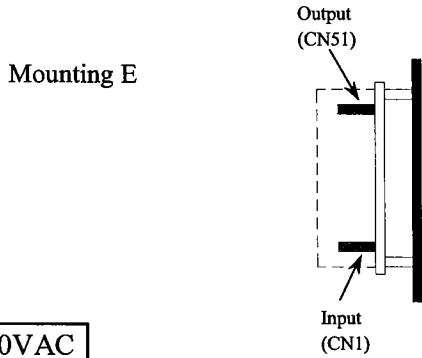 Output
(CN51)
Mounting E
Input
(CN1)
0VAC